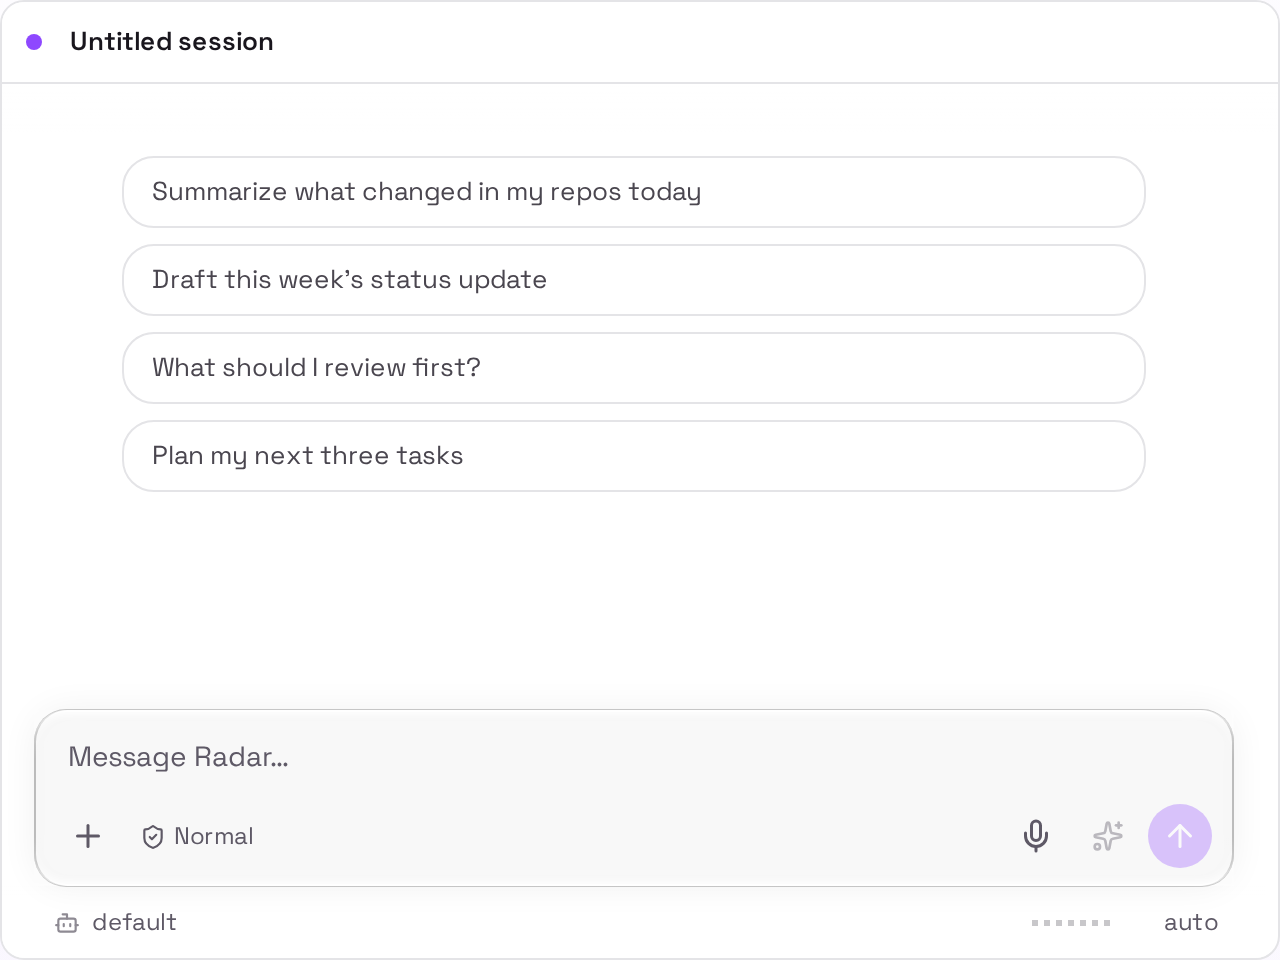 Untitled session
Summarize what changed in my repos today
Draft this week's status update
What should I review first?
Plan my next three tasks
Message Radar…
Normal
default
auto